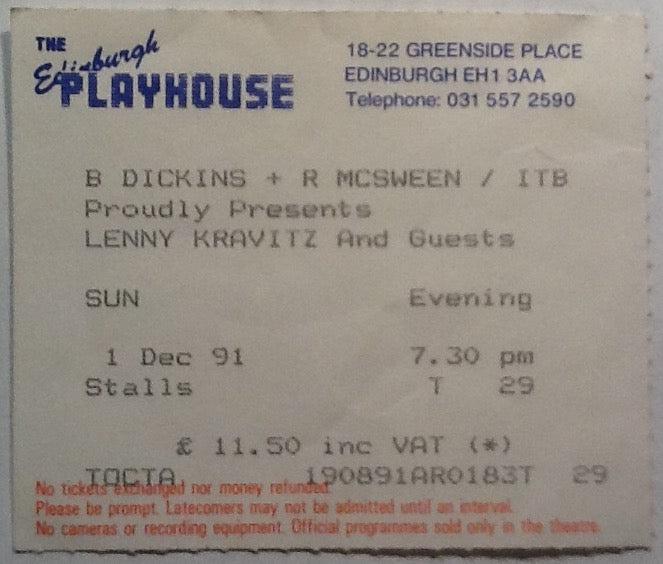 THE
Edinburgh
PLAYHOUSE
18-22 GREENSIDE PLACE
EDINBURGH EH1 3AA
Telephone: 031 557 2590
B DICKINS + R MCSWEEN / ITB
Proudly Presents
LENNY KRAVITZ And Guests
SUN Evening
1 Dec 91 7.30 pm
Stalls T 29
£ 11.50 inc VAT (*)
TOCTA 190891AR0183T 29
No tickets exchanged nor money refunded.
Please be prompt. Latecomers may not be admitted until an interval.
No cameras or recording equipment. Official programmes sold only in the theatre.